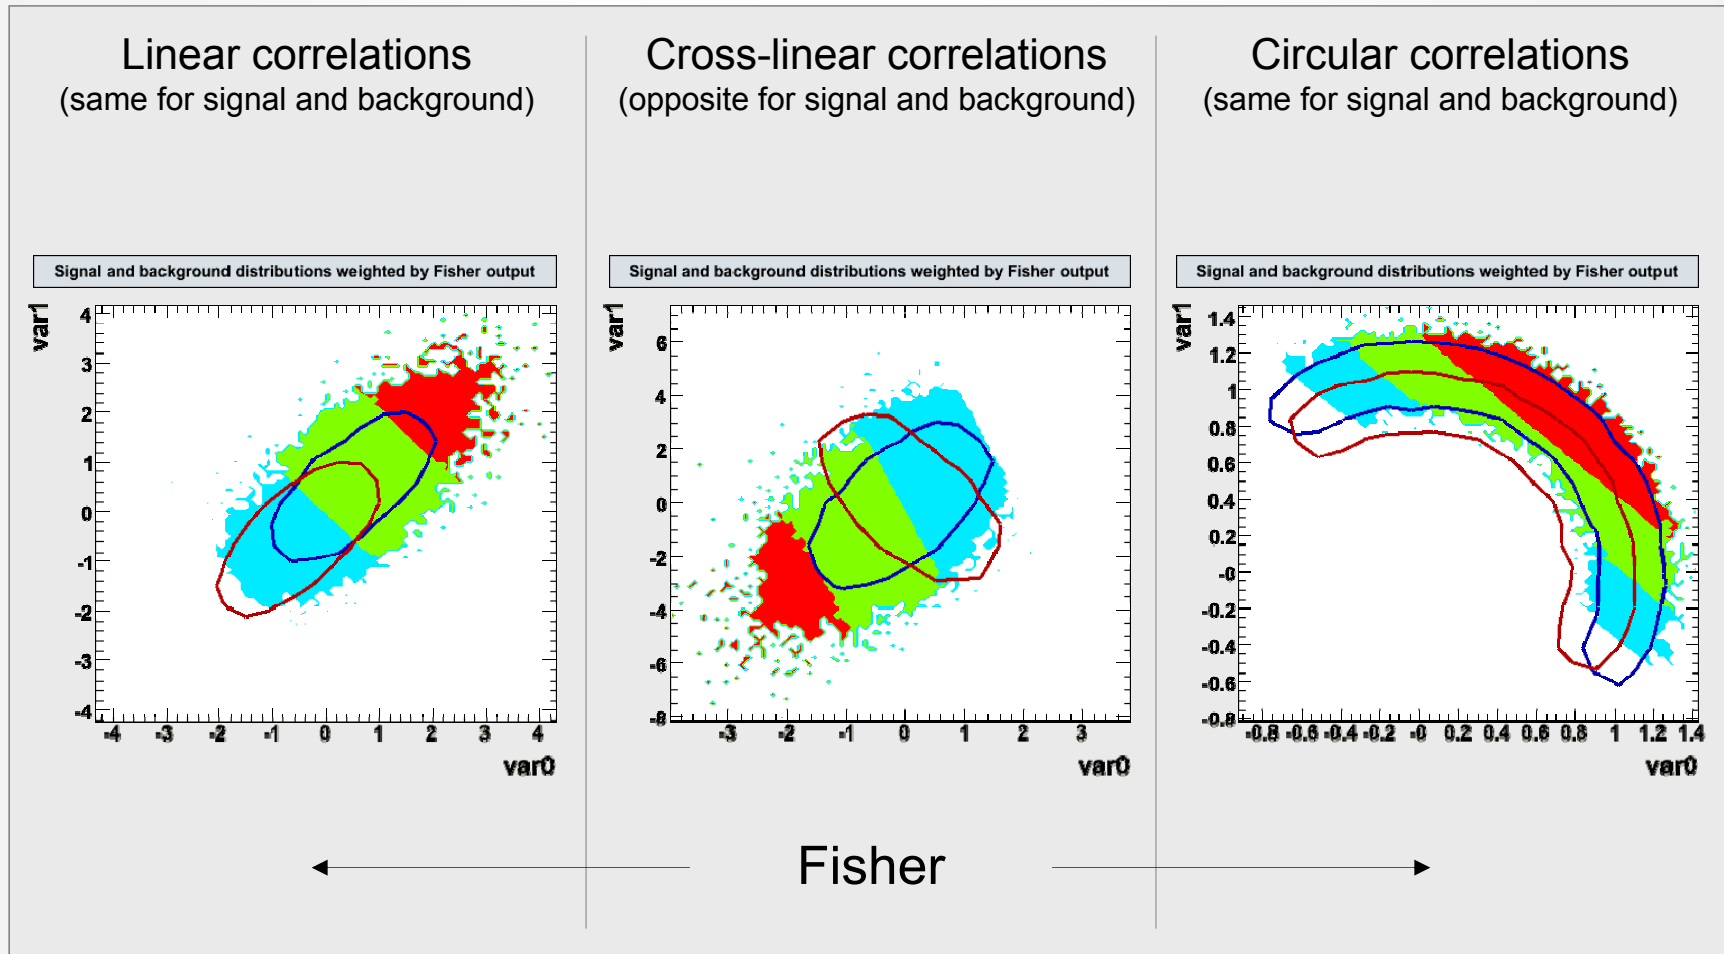 Linear correlations
(same for signal and background)
Cross-linear correlations
(opposite for signal and background)
Circular correlations
(same for signal and background)
Signal and background distributions weighted by Fisher output
var1
4
3
2
1
0
-1
-2
-3
-4
-4 -3 -2 -1 0 1 2 3 4
var0
Signal and background distributions weighted by Fisher output
var1
6
4
2
0
-2
-4
-6
-8
-3 -2 -1 0 1 2 3
var0
Signal and background distributions weighted by Fisher output
var1
1.4
1.2
1
0.8
0.6
0.4
0.2
-0
-0.2
-0.4
-0.6
-0.8
-0.8 -0.6 -0.4 -0.2 -0 0.2 0.4 0.6 0.8 1 1.2 1.4
var0
Fisher